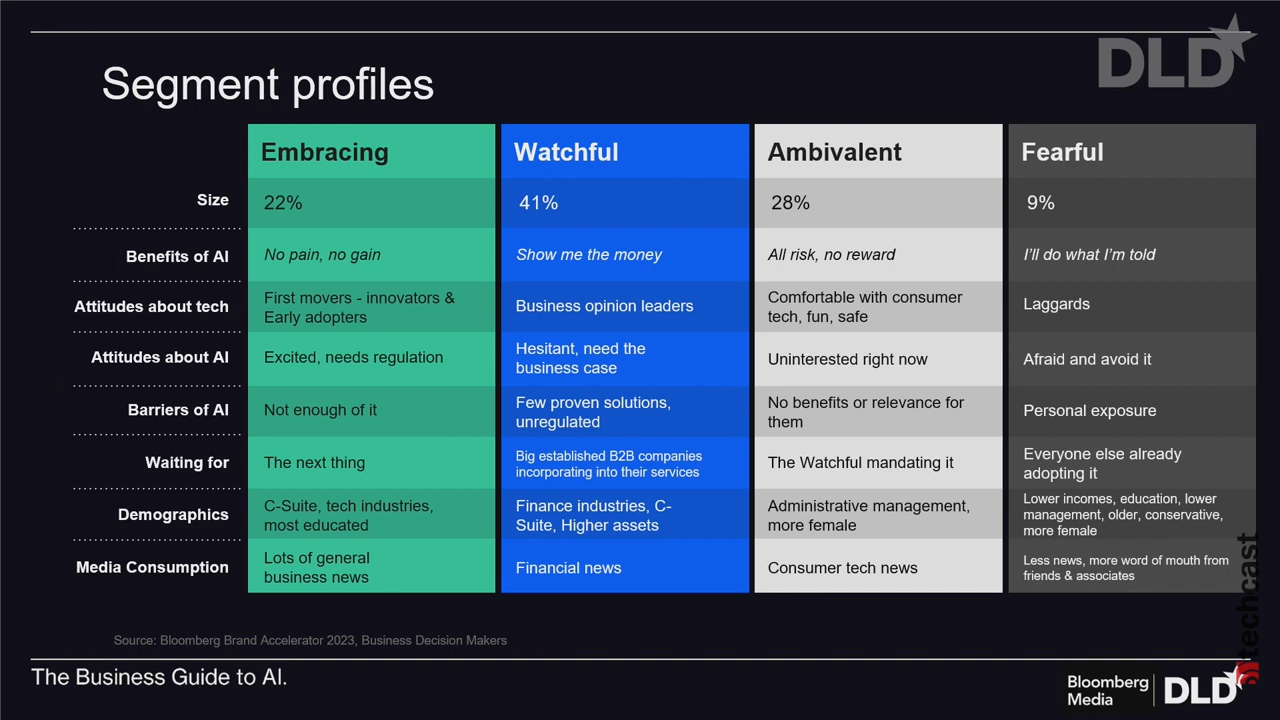 DLD
Segment profiles
Embracing
Watchful
Ambivalent
Fearful
Size
22%
41%
28%
9%
Benefits of AI
No pain, no gain
Show me the money
All risk, no reward
I'll do what I'm told
Attitudes about tech
First movers - innovators &
Early adopters
Business opinion leaders
Comfortable with consumer
tech, fun, safe
Laggards
Attitudes about AI
Excited, needs regulation
Hesitant, need the
business case
Uninterested right now
Afraid and avoid it
Barriers of AI
Not enough of it
Few proven solutions,
unregulated
No benefits or relevance for
them
Personal exposure
Waiting for
The next thing
Big established B2B companies
incorporating into their services
The Watchful mandating it
Everyone else already
adopting it
Demographics
C-Suite, tech industries,
most educated
Finance industries, C-
Suite, Higher assets
Administrative management,
more female
Lower incomes, education, lower
management, older, conservative,
more female
Media Consumption
Lots of general
business news
Financial news
Consumer tech news
Less news, more word of mouth from
friends & associates
techcast
Source: Bloomberg Brand Accelerator 2023, Business Decision Makers
The Business Guide to AI.
Bloomberg
Media
DLD